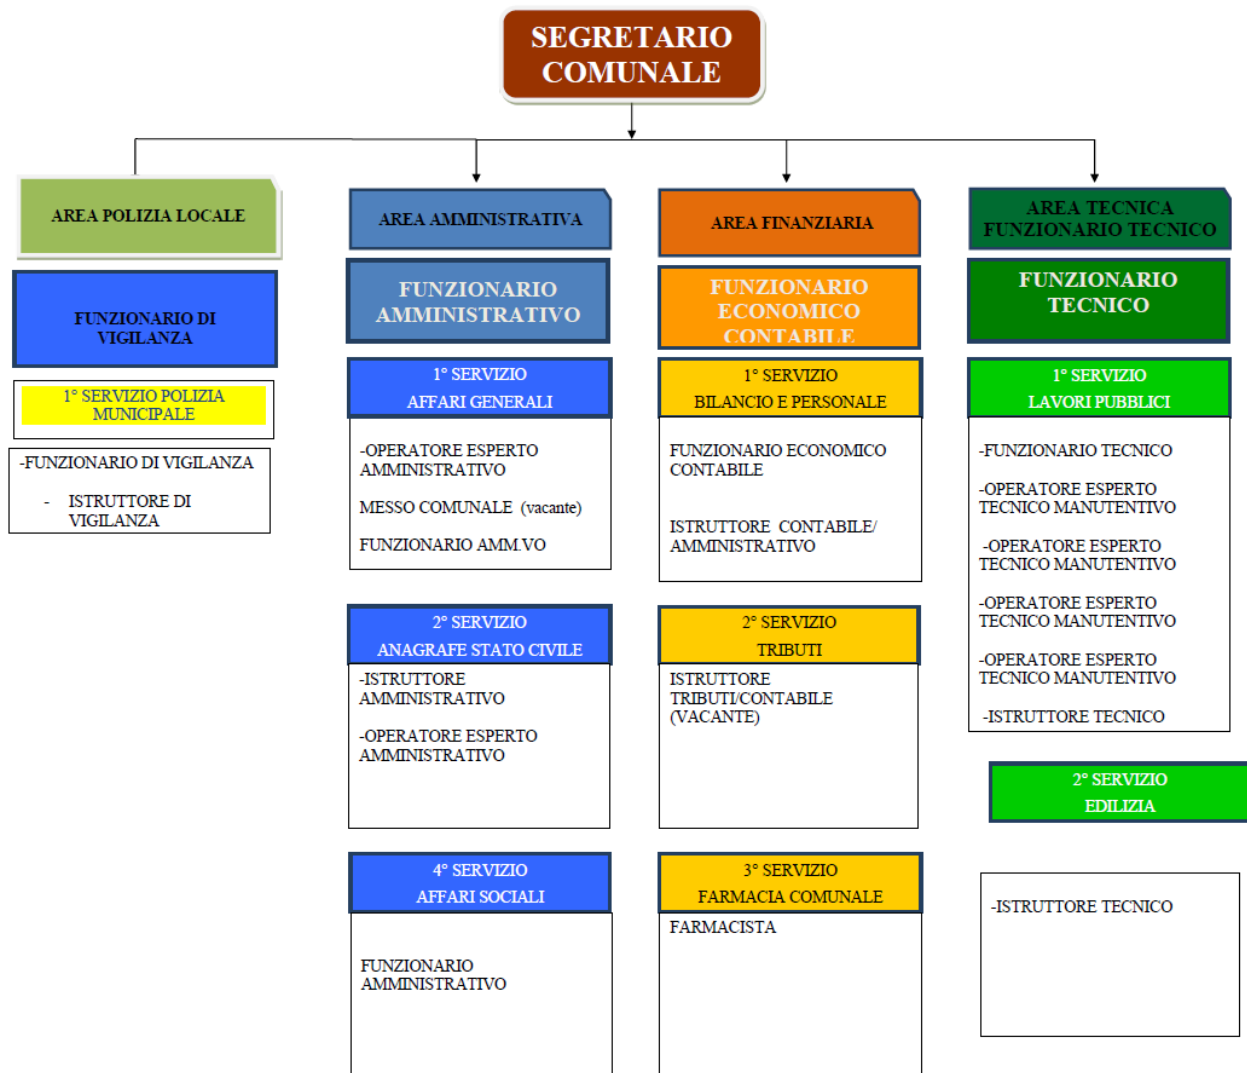 SEGRETARIO
COMUNALE
AREA POLIZIA LOCALE
FUNZIONARIO DI
VIGILANZA
1° SERVIZIO POLIZIA
MUNICIPALE
-FUNZIONARIO DI VIGILANZA
- ISTRUTTORE DI
VIGILANZA
AREA AMMINISTRATIVA
FUNZIONARIO
AMMINISTRATIVO
1° SERVIZIO
AFFARI GENERALI
-OPERATORE ESPERTO
AMMINISTRATIVO
MESSO COMUNALE (vacante)
FUNZIONARIO AMM.VO
2° SERVIZIO
ANAGRAFE STATO CIVILE
-ISTRUTTORE
AMMINISTRATIVO
-OPERATORE ESPERTO
AMMINISTRATIVO
4° SERVIZIO
AFFARI SOCIALI
FUNZIONARIO
AMMINISTRATIVO
AREA FINANZIARIA
FUNZIONARIO
ECONOMICO
CONTABILE
1° SERVIZIO
BILANCIO E PERSONALE
FUNZIONARIO ECONOMICO
CONTABILE
ISTRUTTORE CONTABILE/
AMMINISTRATIVO
2° SERVIZIO
TRIBUTI
ISTRUTTORE
TRIBUTI/CONTABILE
(VACANTE)
3° SERVIZIO
FARMACIA COMUNALE
FARMACISTA
AREA TECNICA
FUNZIONARIO TECNICO
FUNZIONARIO
TECNICO
1° SERVIZIO
LAVORI PUBBLICI
-FUNZIONARIO TECNICO
-OPERATORE ESPERTO
TECNICO MANUTENTIVO
-OPERATORE ESPERTO
TECNICO MANUTENTIVO
-OPERATORE ESPERTO
TECNICO MANUTENTIVO
-OPERATORE ESPERTO
TECNICO MANUTENTIVO
-ISTRUTTORE TECNICO
2° SERVIZIO
EDILIZIA
-ISTRUTTORE TECNICO